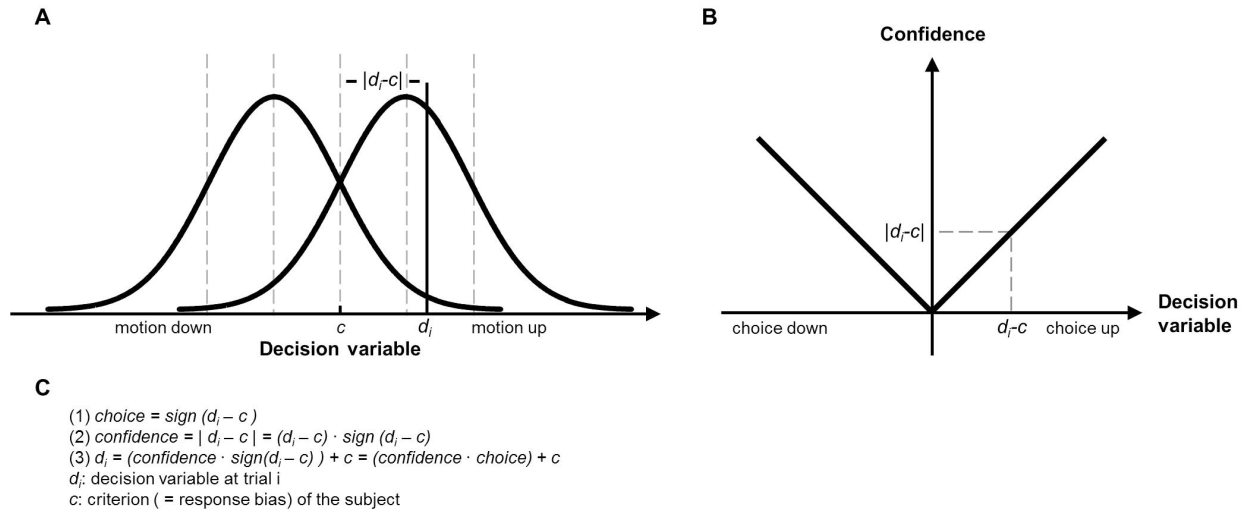 A
B
Confidence
|di-c|
|di-c|
motion down
c
di
motion up
Decision variable
choice down
di-c
choice up
Decision
variable
C
(1) choice = sign (di – c )
(2) confidence = | di – c | = (di – c) · sign (di – c)
(3) di = (confidence · sign(di – c) ) + c = (confidence · choice) + c
di: decision variable at trial i
c: criterion ( = response bias) of the subject